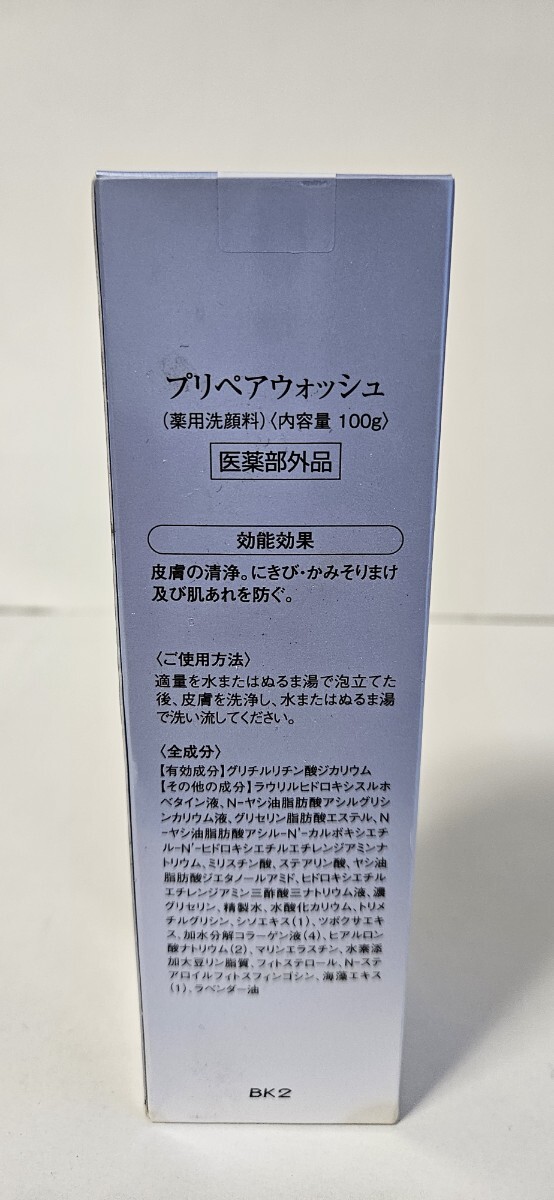 プリペアウォッシュ
(薬用洗顔料)〈内容量 100g〉
医薬部外品
効能効果
皮膚の清浄。にきび・かみそりまけ
及び肌あれを防ぐ。
〈ご使用方法〉
適量を水またはぬるま湯で泡立てた
後、皮膚を洗浄し、水またはぬるま湯
で洗い流してください。
〈全成分〉
【有効成分】グリチルリチン酸ジカリウム
【その他の成分】ラウリルヒドロキシスルホ
ベタイン液、N-ヤシ油脂肪酸アシルグリシ
ンカリウム液、グリセリン脂肪酸エステル、N
-ヤシ油脂肪酸アシル-N'-カルボキシエチ
ル-N'-ヒドロキシエチルエチレンジアミンナ
トリウム、ミリスチン酸、ステアリン酸、ヤシ油
脂肪酸ジエタノールアミド、ヒドロキシエチル
エチレンジアミン三酢酸三ナトリウム液、濃
グリセリン、精製水、水酸化カリウム、トリメ
チルグリシン、シソエキス(1)、ツボクサエキ
ス、加水分解コラーゲン液(4)、ヒアルロン
酸ナトリウム(2)、マリンエラスチン、水素添
加大豆リン脂質、フィトステロール、N-ステ
アロイルフィトスフィンゴシン、海藻エキス
(1)、ラベンダー油
BK2